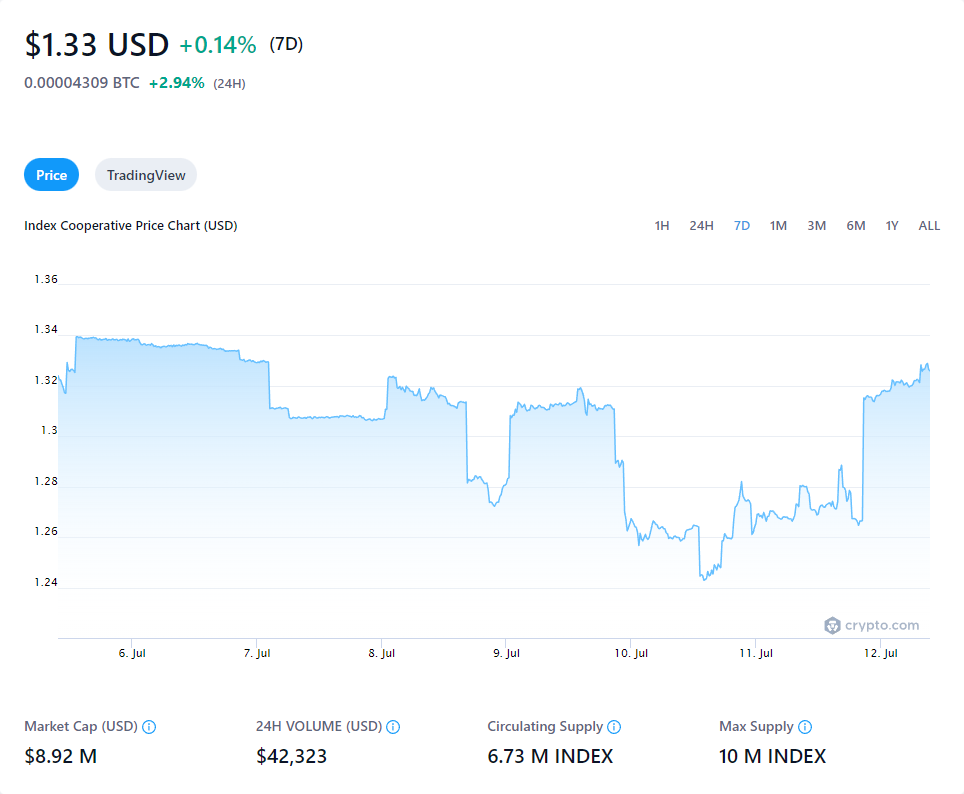 $1.33 USD +0.14% (7D)
0.00004309 BTC +2.94% (24H)
Price TradingView
Index Cooperative Price Chart (USD) 1H 24H 7D 1M 3M 6M 1Y ALL
1.36
1.34
1.32
1.3
1.28
1.26
1.24
crypto.com
6. Jul 7. Jul 8. Jul 9. Jul 10. Jul 11. Jul 12. Jul
Market Cap (USD) 24H VOLUME (USD) Circulating Supply Max Supply
$8.92 M $42,323 6.73 M INDEX 10 M INDEX